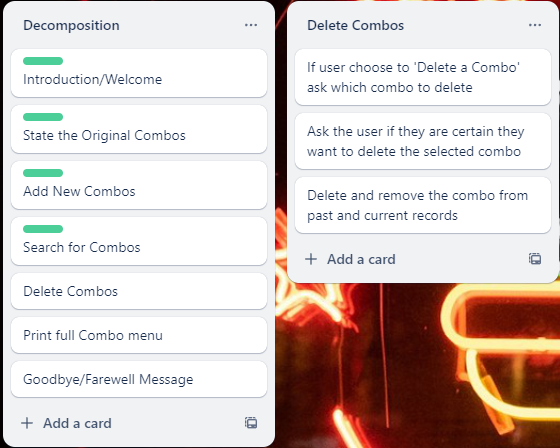 Decomposition
Introduction/Welcome
State the Original Combos
Add New Combos
Search for Combos
Delete Combos
Print full Combo menu
Goodbye/Farewell Message
Add a card
Delete Combos
If user choose to 'Delete a Combo'
ask which combo to delete
Ask the user if they are certain they
want to delete the selected combo
Delete and remove the combo from
past and current records
Add a card